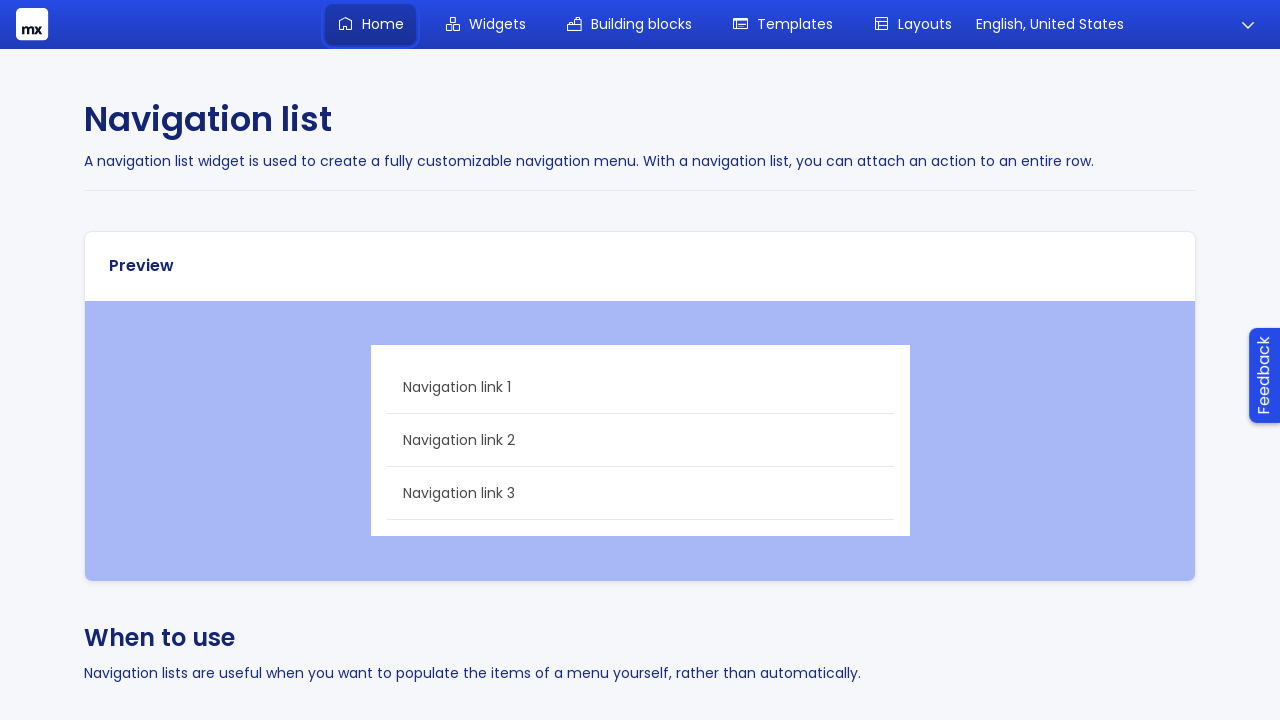 mx
Home
Widgets
Building blocks
Templates
Layouts
English, United States
Navigation list
A navigation list widget is used to create a fully customizable navigation menu. With a navigation list, you can attach an action to an entire row.
Preview
Navigation link 1
Navigation link 2
Navigation link 3
Feedback
When to use
Navigation lists are useful when you want to populate the items of a menu yourself, rather than automatically.